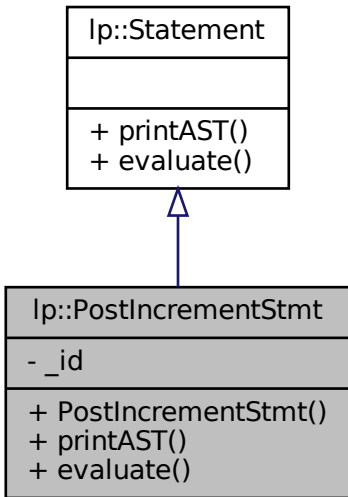 lp::Statement
+ printAST()
+ evaluate()
lp::PostIncrementStmt
- _id
+ PostIncrementStmt()
+ printAST()
+ evaluate()